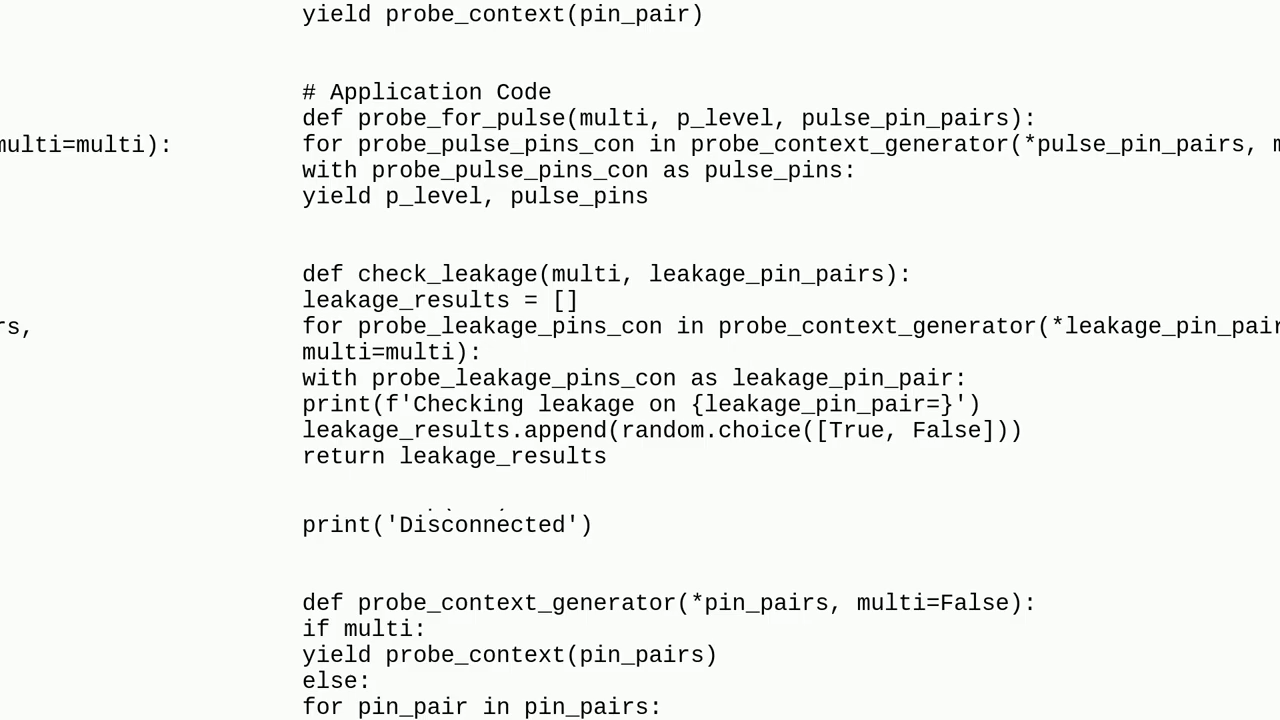 yield probe_context(pin_pair)
# Application Code
def probe_for_pulse(multi, p_level, pulse_pin_pairs):
multi=multi):
for probe_pulse_pins_con in probe_context_generator(*pulse_pin_pairs, m
with probe_pulse_pins_con as pulse_pins:
yield p_level, pulse_pins
def check_leakage(multi, leakage_pin_pairs):
leakage_results = []
rs,
for probe_leakage_pins_con in probe_context_generator(*leakage_pin_pair
multi=multi):
with probe_leakage_pins_con as leakage_pin_pair:
print(f'Checking leakage on {leakage_pin_pair=}')
leakage_results.append(random.choice([True, False]))
return leakage_results
print('Disconnected')
def probe_context_generator(*pin_pairs, multi=False):
if multi:
yield probe_context(pin_pairs)
else:
for pin_pair in pin_pairs: